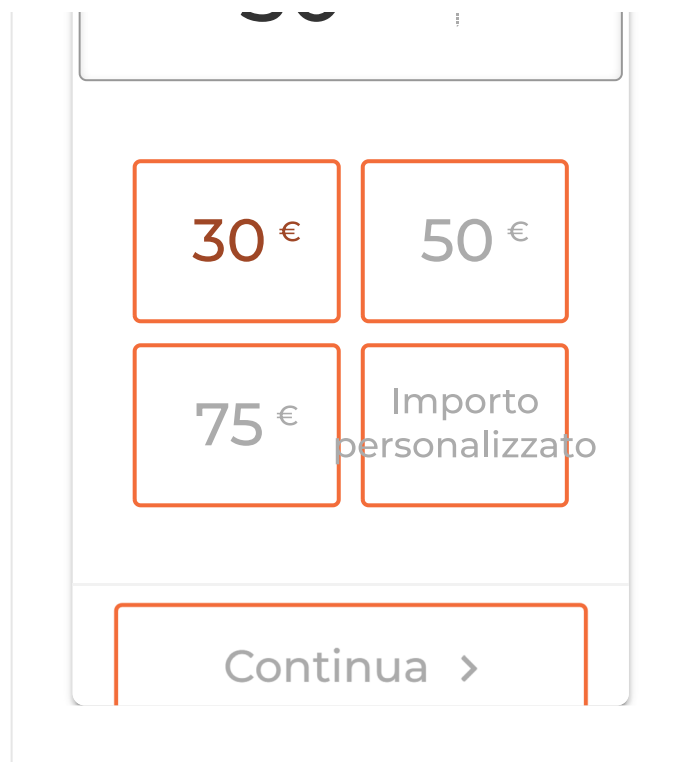 30 €
50 €
75 €
Importo
personalizzato
Continua >